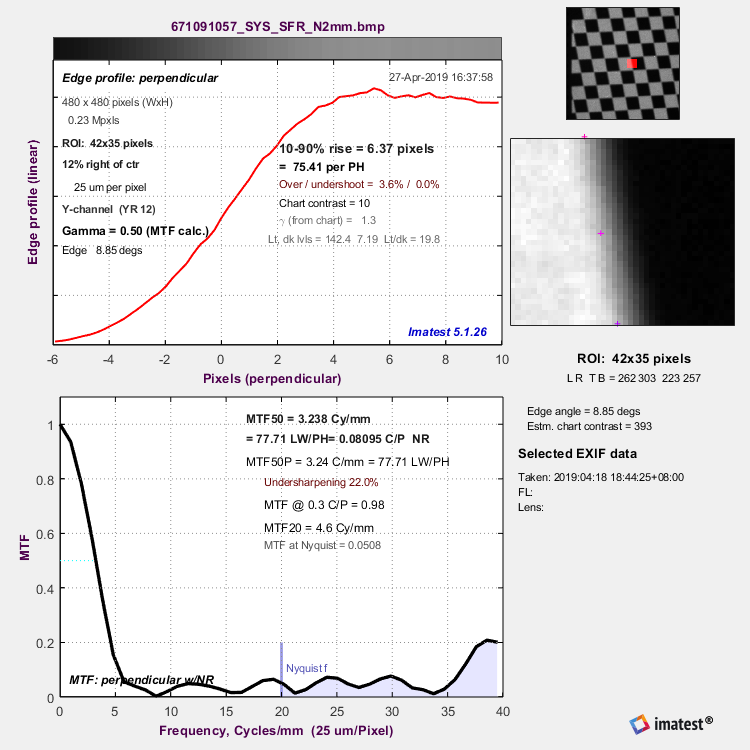 671091057_SYS_SFR_N2mm.bmp
Edge profile: perpendicular
27-Apr-2019 16:37:58
480 x 480 pixels (WxH)
0.23 Mpxls
ROI: 42x35 pixels
12% right of ctr
25 um per pixel
Y-channel (YR 12)
Gamma = 0.50 (MTF calc.)
Edge 8.85 degs
10-90% rise = 6.37 pixels
= 75.41 per PH
Over / undershoot = 3.6% / 0.0%
Chart contrast = 10
γ (from chart) = 1.3
Lt, dk lvls = 142.4 7.19 Lt/dk = 19.8
Imatest 5.1.26
Edge profile (linear)
-6 -4 -2 0 2 4 6 8 10
Pixels (perpendicular)
ROI: 42x35 pixels
L R T B = 262 303 223 257
Edge angle = 8.85 degs
Estm. chart contrast = 393
Selected EXIF data
Taken: 2019:04:18 18:44:25+08:00
FL:
Lens:
MTF50 = 3.238 Cy/mm
= 77.71 LW/PH= 0.08095 C/P NR
MTF50P = 3.24 C/mm = 77.71 LW/PH
Undersharpening 22.0%
MTF @ 0.3 C/P = 0.98
MTF20 = 4.6 Cy/mm
MTF at Nyquist = 0.0508
Nyquist f
MTF: perpendicular w/NR
MTF
1
0.8
0.6
0.4
0.2
0
0 5 10 15 20 25 30 35 40
Frequency, Cycles/mm (25 um/Pixel)
imatest®